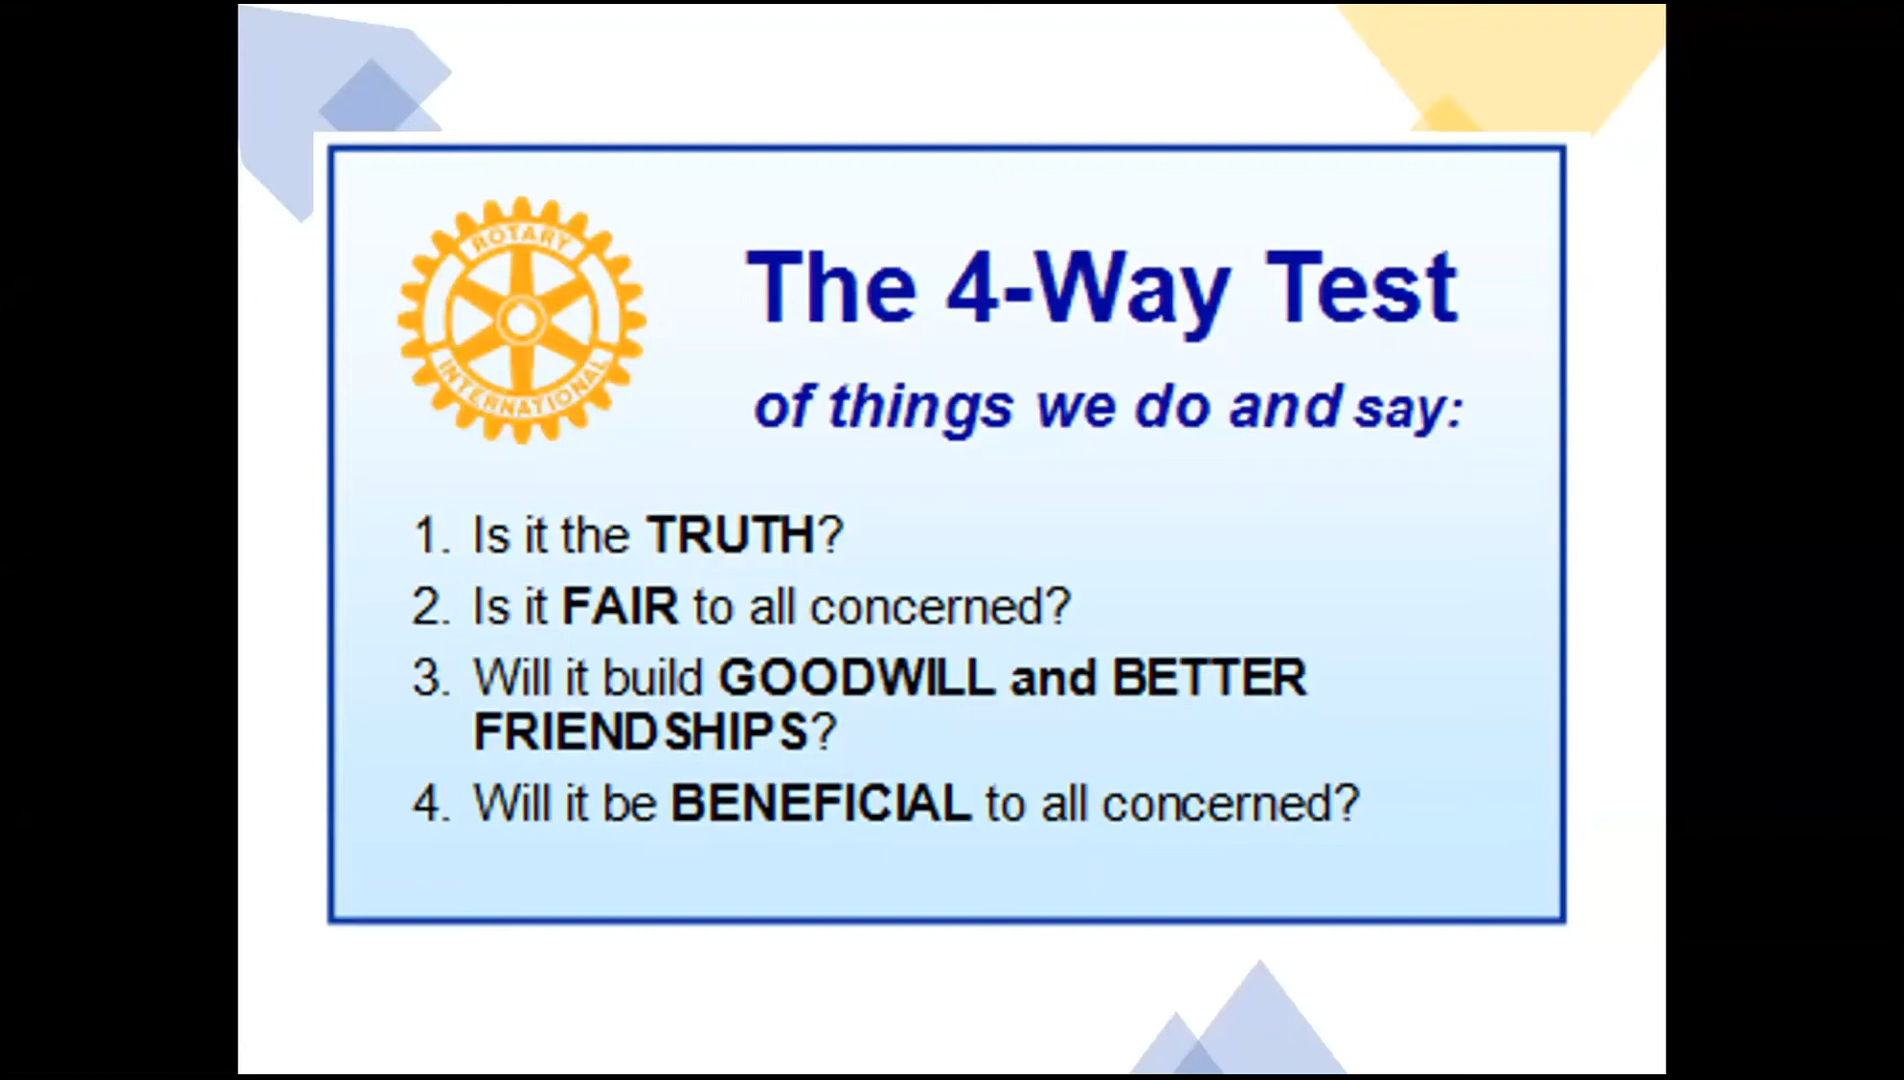 ROTARY
INTERNATIONAL
The 4-Way Test
of things we do and say:
1. Is it the TRUTH?
2. Is it FAIR to all concerned?
3. Will it build GOODWILL and BETTER
FRIENDSHIPS?
4. Will it be BENEFICIAL to all concerned?